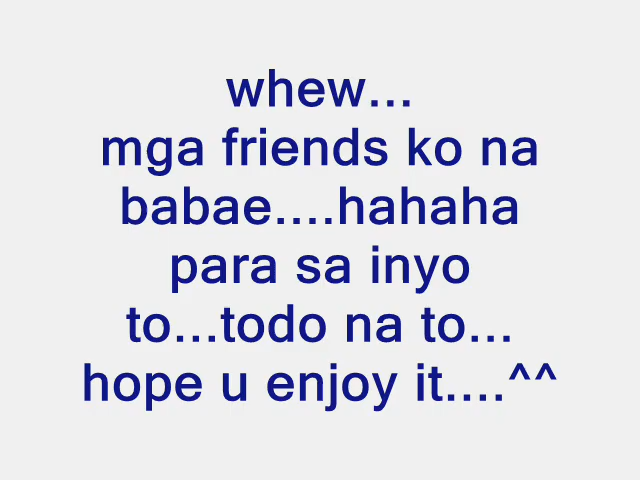 whew...
mga friends ko na
babae....hahaha
para sa inyo
to...todo na to...
hope u enjoy it....^^